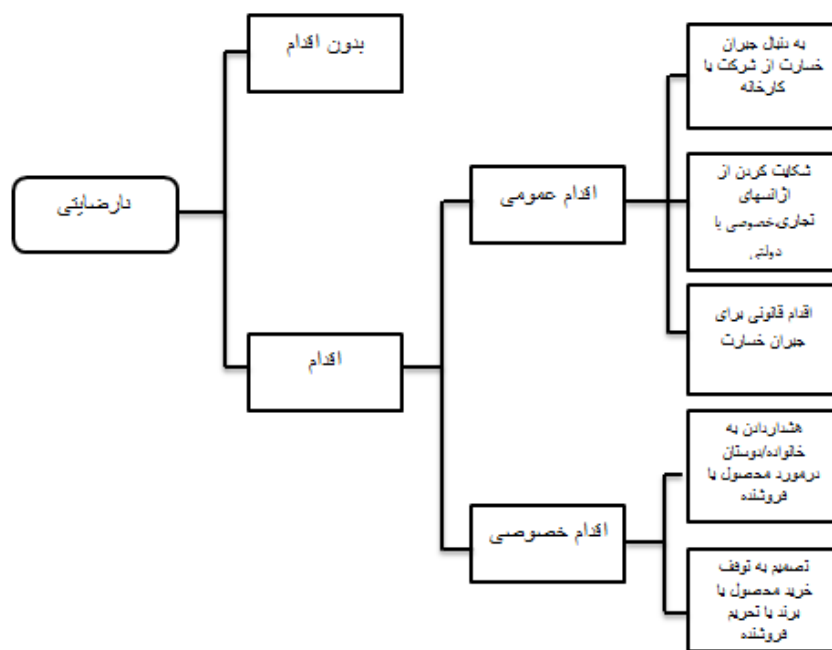 نارضایتی
بدون اقدام
اقدام
اقدام عمومی
به دنبال جبران
خسارت از شرکت یا
کارخانه
شکایت کردن از
اژانسهای
تجاری،خصوصی یا
دولتی
اقدام قانونی برای
جبران خسارت
اقدام خصوصی
هشداردادن به
خانواده/دوستان
درمورد محصول یا
فروشنده
تصمیم به توقف
خرید محصول یا
برند یا تحریم
فروشنده